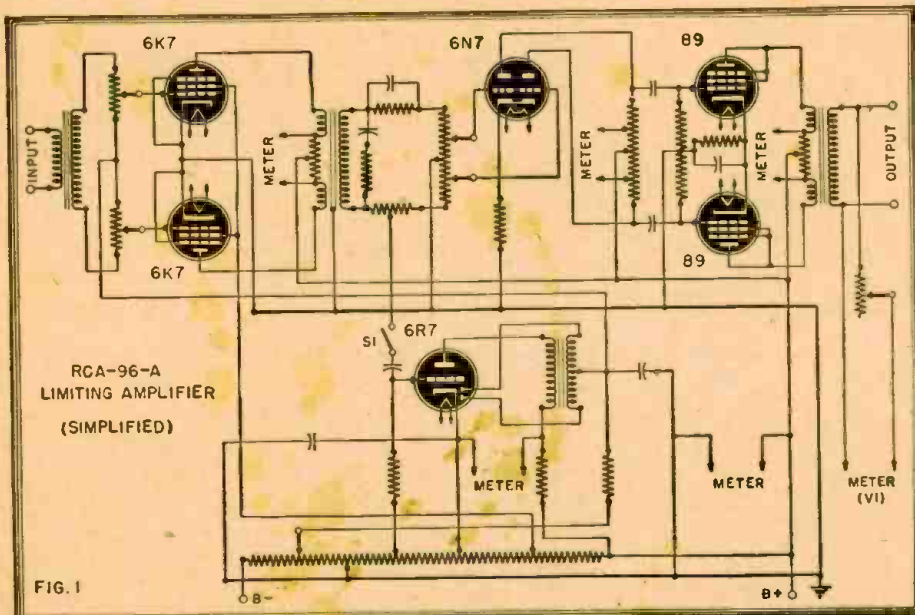 6K7
6N7
89
INPUT
METER
METER
METER
OUTPUT
6K7
89
S1
6R7
RCA-96-A
LIMITING AMPLIFIER
(SIMPLIFIED)
METER
METER
METER
(VI)
FIG. 1
B-
B+